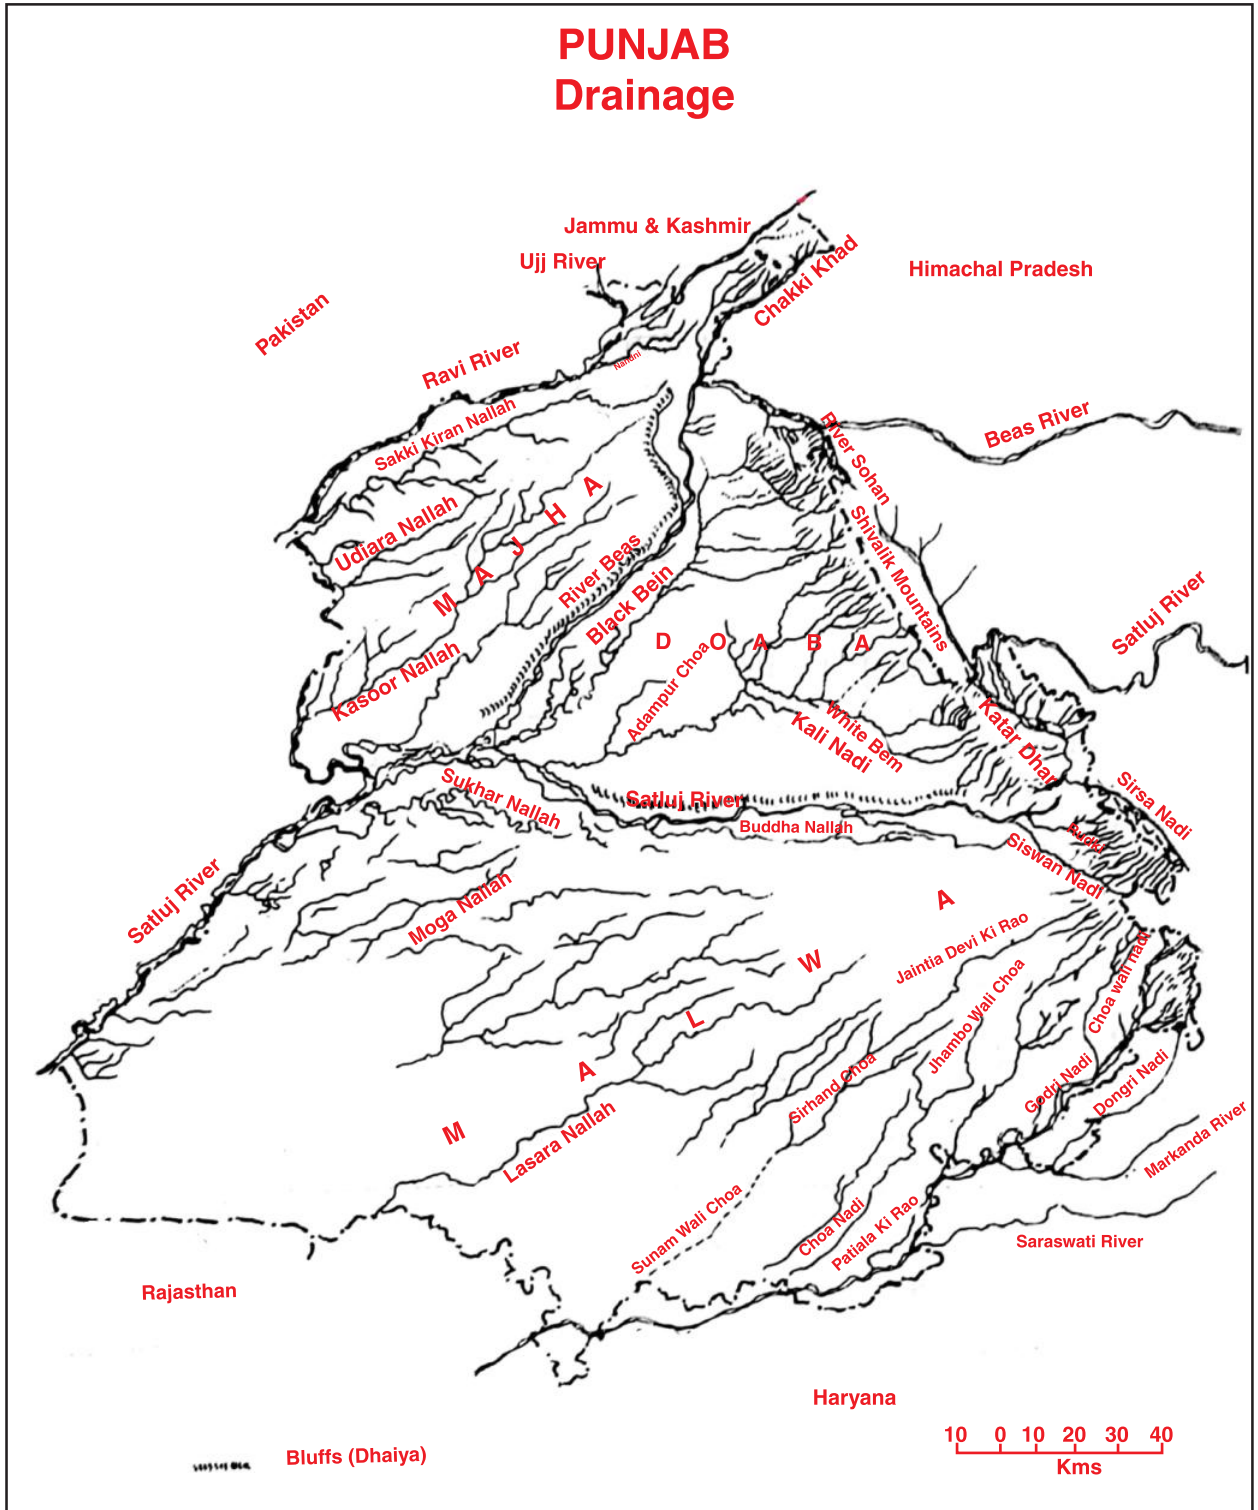 PUNJAB
Drainage
Jammu & Kashmir
Ujj River
Himachal Pradesh
Chakki Khad
Pakistan
Ravi River
Nandni
Sakki Kiran Nallah
Beas River
River Sohan
Udiara Nallah
Shivalik Mountains
M A J H A
River Beas
Black Bein
Satluj River
D O A B A
Adampur Choa
Kasoor Nallah
White Bem
Kali Nadi
Katar Dhar
Sukhar Nallah
Satluj River
Sirsa Nadi
Buddha Nallah
Rudki
Siswan Nadi
Satluj River
Moga Nallah
M A L W A
Jaintia Devi Ki Rao
Jhambo Wali Choa
Choa wali nadi
Sirhand Choa
Godri Nadi
Dongri Nadi
Lasara Nallah
Markanda River
Sunam Wali Choa
Choa Nadi
Patiala Ki Rao
Saraswati River
Rajasthan
Haryana
Bluffs (Dhaiya)
10 0 10 20 30 40
Kms